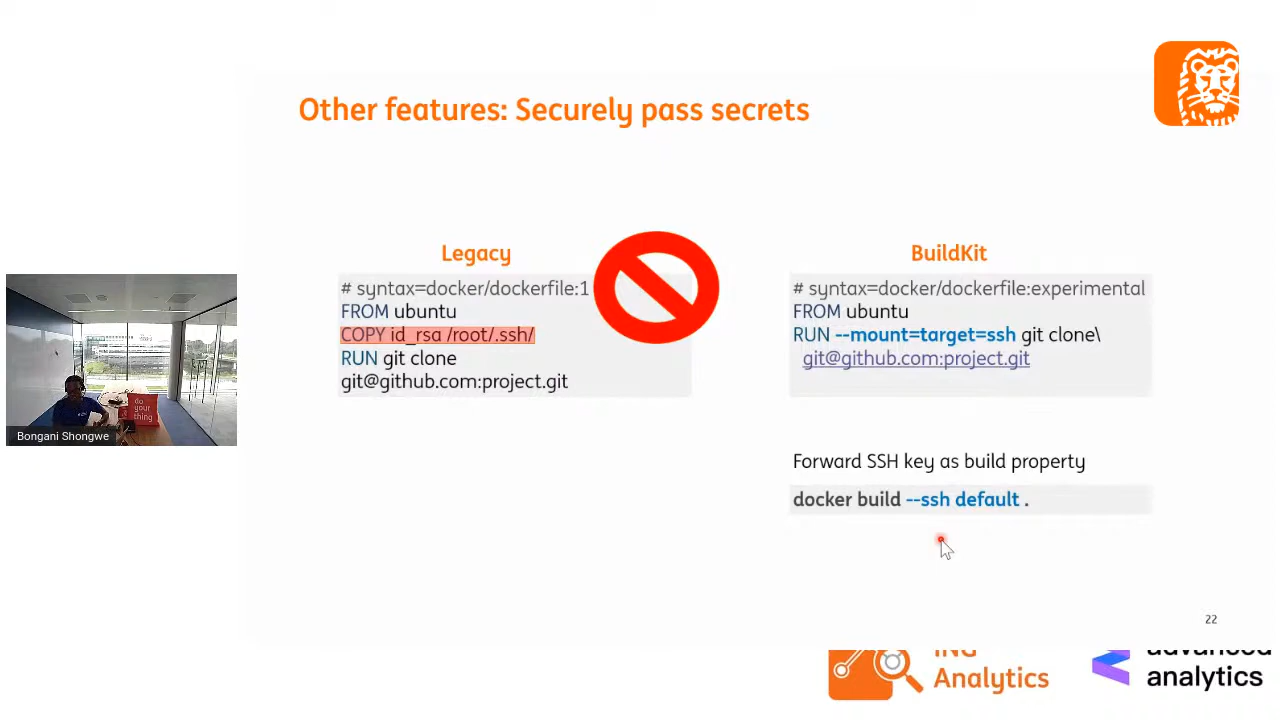 Other features: Securely pass secrets
Legacy
# syntax=docker/dockerfile:1
FROM ubuntu
COPY id_rsa /root/.ssh/
RUN git clone
git@github.com:project.git
BuildKit
# syntax=docker/dockerfile:experimental
FROM ubuntu
RUN --mount=target=ssh git clone\
git@github.com:project.git
Forward SSH key as build property
docker build --ssh default .
do
your
thing
Bongani Shongwe
22
ING
Analytics
advanced
analytics